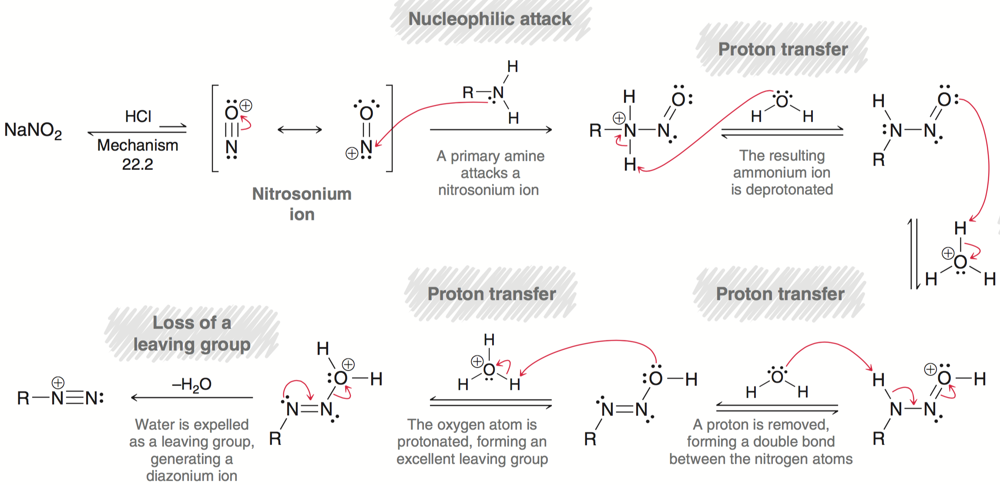 Nucleophilic attack
Proton transfer
NaNO₂
HCl
Mechanism
22.2
O
N
O
N
Nitrosonium
ion
H
R N
H
A primary amine
attacks a
nitrosonium ion
H
O
R N N
H
O
H H
The resulting
ammonium ion
is deprotonated
H
O
N N
R
H
O
H H
Proton transfer
Proton transfer
Loss of a
leaving group
R N N
–H₂O
Water is expelled
as a leaving group,
generating a
diazonium ion
H
O H
N N
R
H
O
H H
The oxygen atom is
protonated, forming an
excellent leaving group
O H
N N
R
O
H H
A proton is removed,
forming a double bond
between the nitrogen atoms
H
O H
N N
R